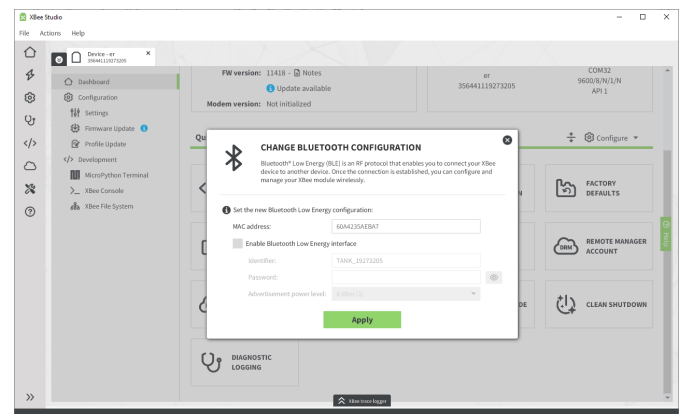 XBee Studio
File Actions Help
Device - er
356441119273205
Dashboard
Configuration
Settings
Firmware Update
Profile Update
Development
MicroPython Terminal
XBee Console
XBee File System
FW version: 11418 - Notes
Update available
Modem version: Not initialized
er
356441119273205
COM32
9600/8/N/1/N
API 1
Configure
CHANGE BLUETOOTH CONFIGURATION
Bluetooth® Low Energy (BLE) is an RF protocol that enables you to connect your XBee
device to another device. Once the connection is established, you can configure and
manage your XBee module wirelessly.
Set the new Bluetooth Low Energy configuration:
MAC address: 60A4235AEBA7
Enable Bluetooth Low Energy interface
Identifier: TANK_19273205
Password:
Advertisement power level:
Apply
FACTORY
DEFAULTS
REMOTE MANAGER
ACCOUNT
DRM
CLEAN SHUTDOWN
DIAGNOSTIC
LOGGING
Help
XBee trace logger